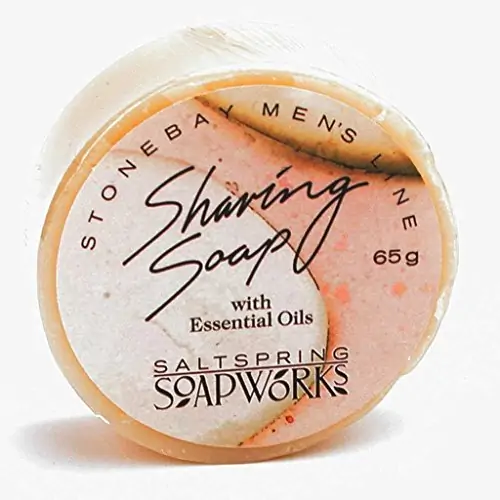 STONEBAY MEN'S LINE
Shaving
Soap
65g
with
Essential Oils
SALTSPRING
SOAPWORKS